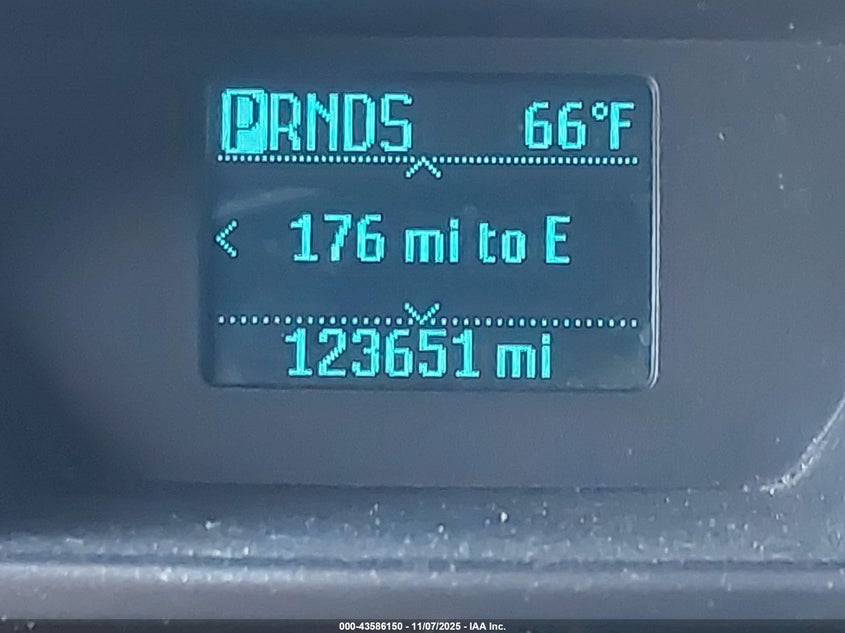 PRNDS 66°F
176 mi to E
123651 mi
000-43586150 - 11/07/2025 - IAA Inc.